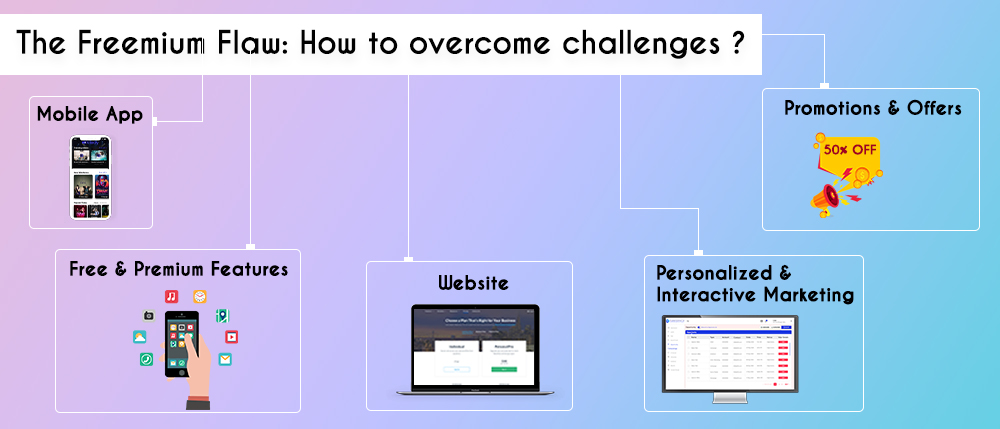 The Freemium Flaw: How to overcome challenges ?
Mobile App
Promotions & Offers
50% OFF
Free & Premium Features
Website
Choose a Plan That's Right for Your Business
Personalized &
Interactive Marketing